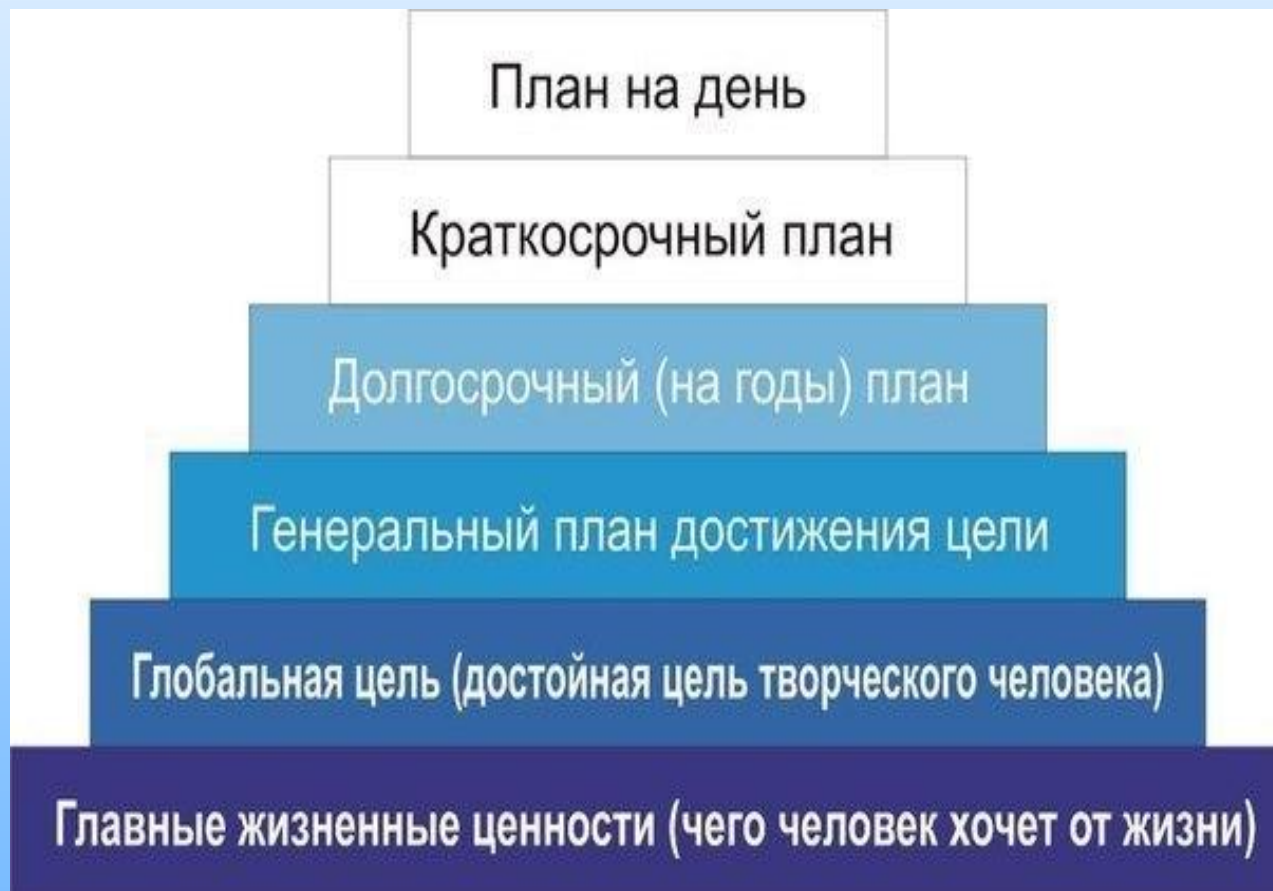 План на день
Краткосрочный план
Долгосрочный (на годы) план
Генеральный план достижения цели
Глобальная цель (достойная цель творческого человека)
Главные жизненные ценности (чего человек хочет от жизни)